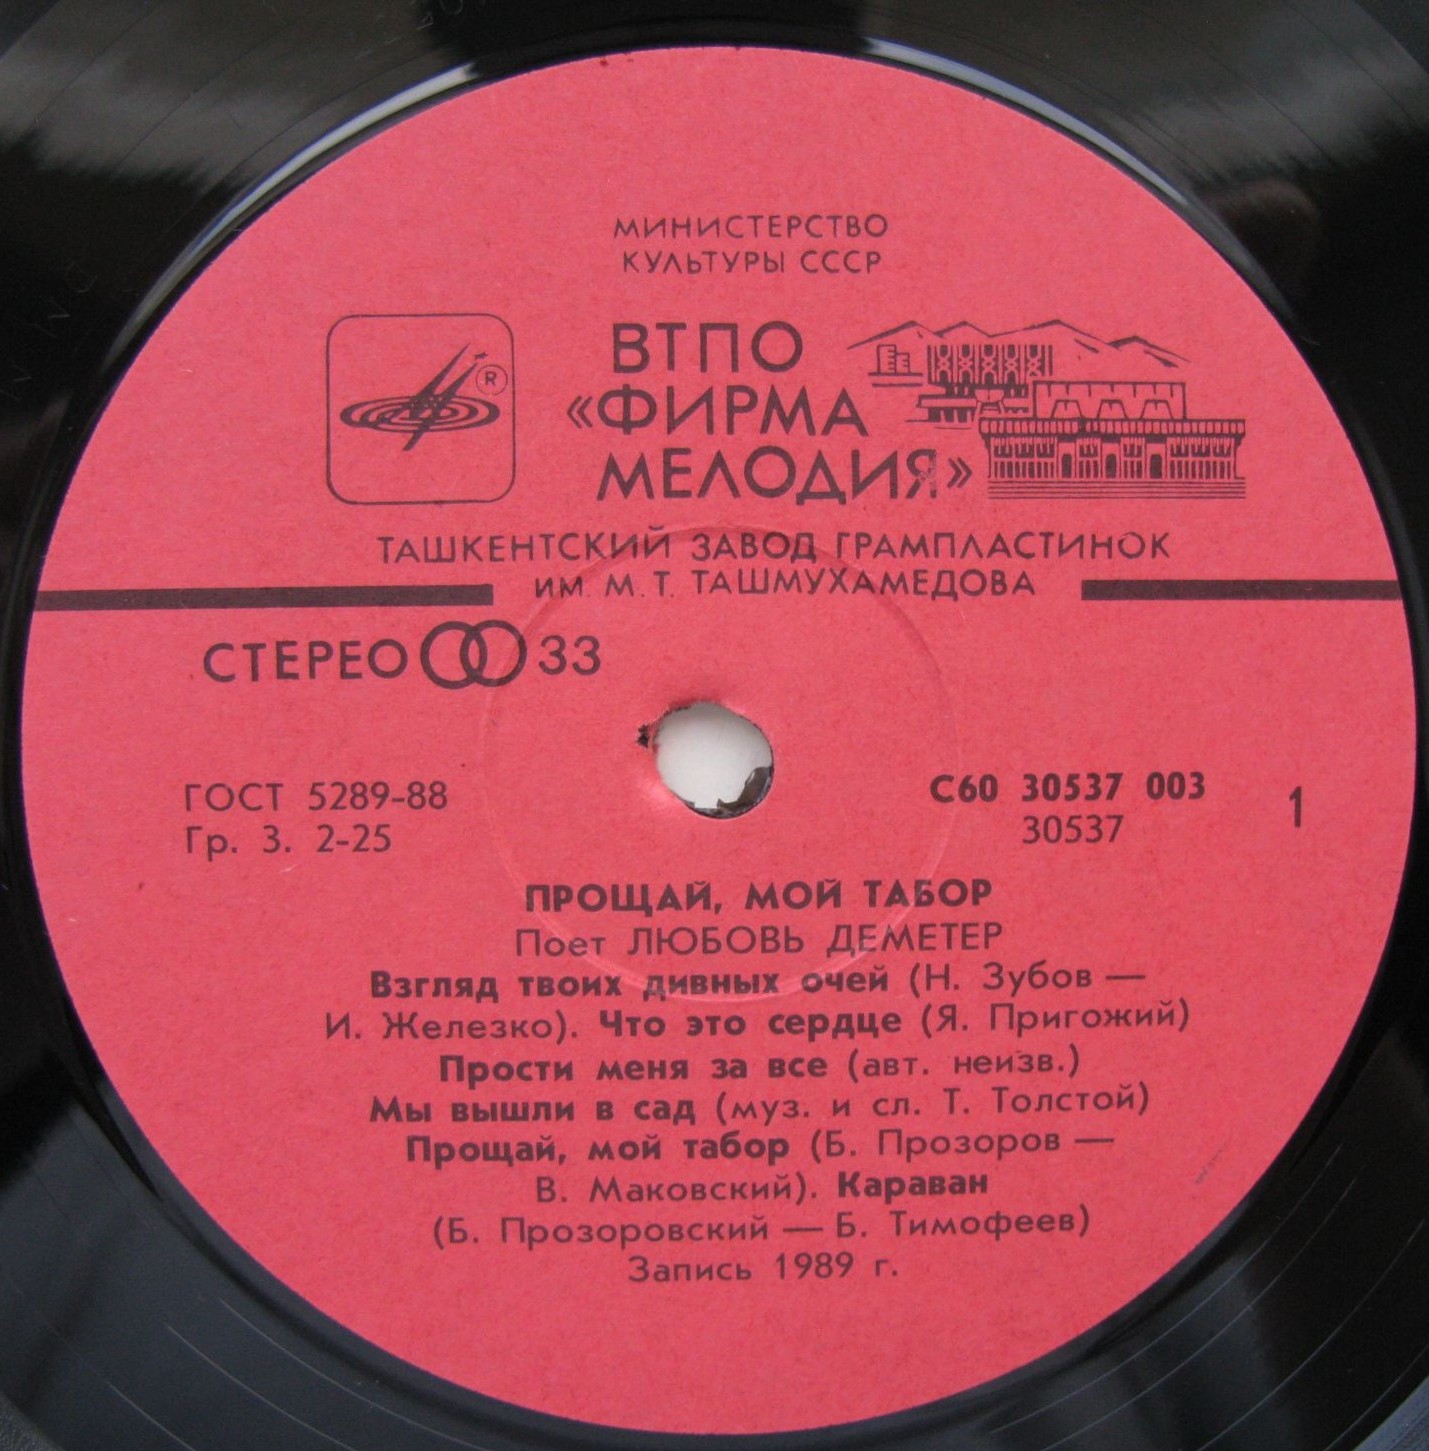 МИНИСТЕРСТВО
КУЛЬТУРЫ СССР
ВТПО
«ФИРМА
МЕЛОДИЯ»
®
ТАШКЕНТСКИЙ ЗАВОД ГРАМПЛАСТИНОК
ИМ. М. Т. ТАШМУХАМЕДОВА
СТЕРЕО 33
ГОСТ 5289-88
Гр. 3. 2-25
С60 30537 003
30537
1
ПРОЩАЙ, МОЙ ТАБОР
Поет ЛЮБОВЬ ДЕМЕТЕР
Взгляд твоих дивных очей (Н. Зубов —
И. Железко). Что это сердце (Я. Пригожий)
Прости меня за все (авт. неизв.)
Мы вышли в сад (муз. и сл. Т. Толстой)
Прощай, мой табор (Б. Прозоров —
В. Маковский). Караван
(Б. Прозоровский — Б. Тимофеев)
Запись 1989 г.